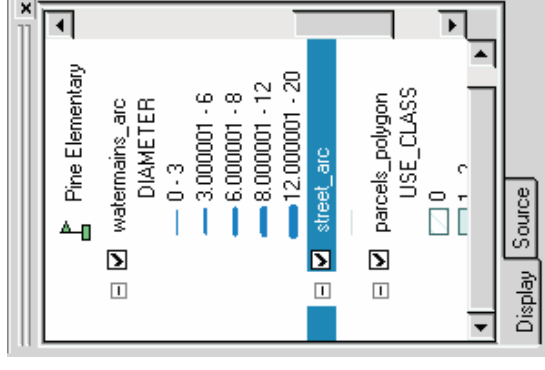 Pine Elementary
watermains_arc
DIAMETER
0 - 3
3.000001 - 6
6.000001 - 8
8.000001 - 12
12.000001 - 20
street_arc
parcels_polygon
USE_CLASS
0
Display
Source